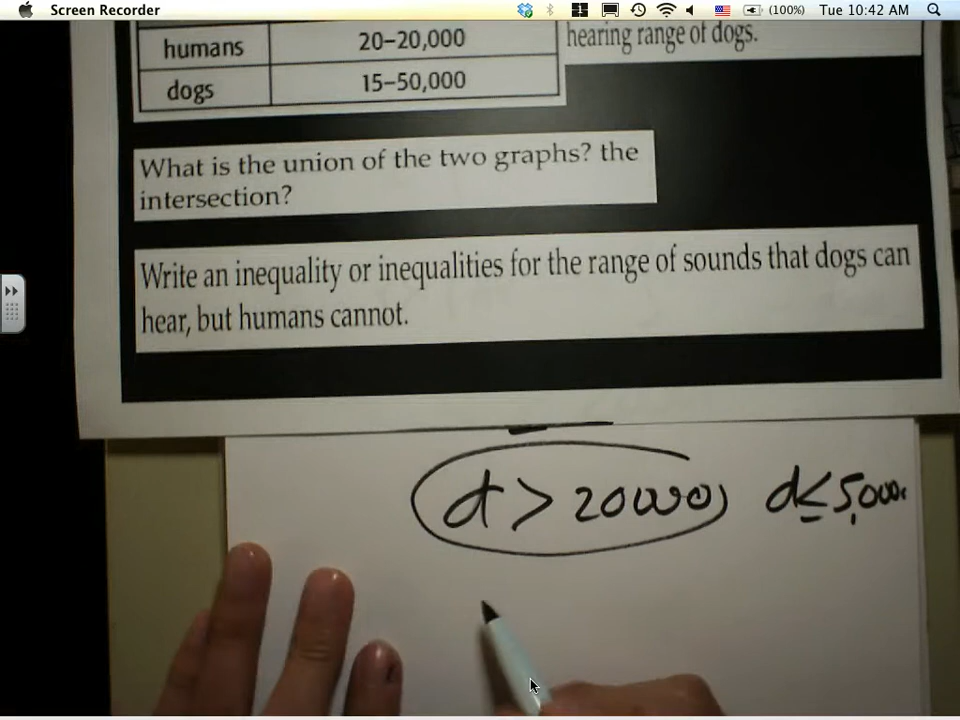 Screen Recorder (100%) Tue 10:42 AM
humans 20–20,000 hearing range of dogs.
dogs 15–50,000
What is the union of the two graphs? the
intersection?
Write an inequality or inequalities for the range of sounds that dogs can
hear, but humans cannot.
d > 20000, d ≤